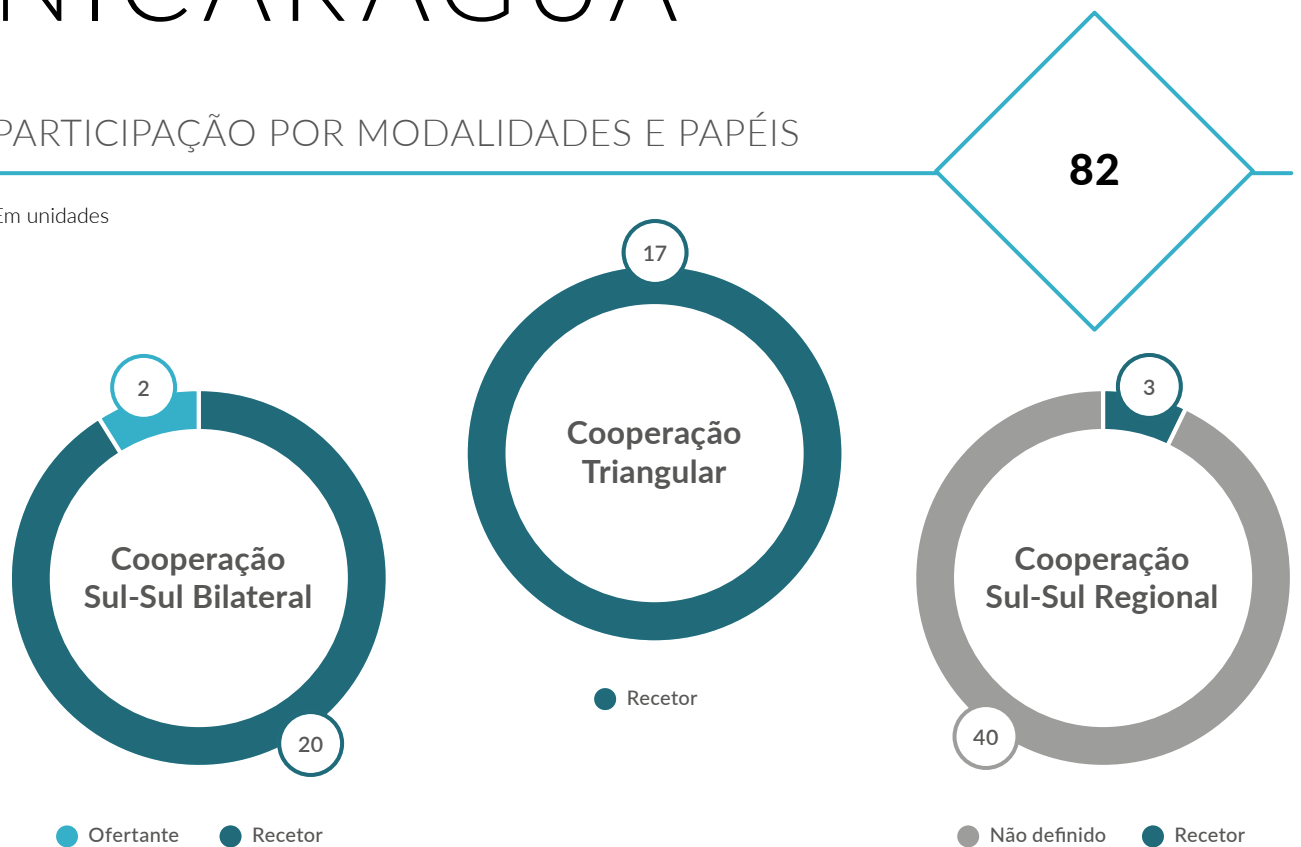 NICARÁGUA
PARTICIPAÇÃO POR MODALIDADES E PAPÉIS
82
Em unidades
2
Cooperação
Sul-Sul Bilateral
20
Ofertante
Recetor
17
Cooperação
Triangular
Recetor
3
Cooperação
Sul-Sul Regional
40
Não definido
Recetor